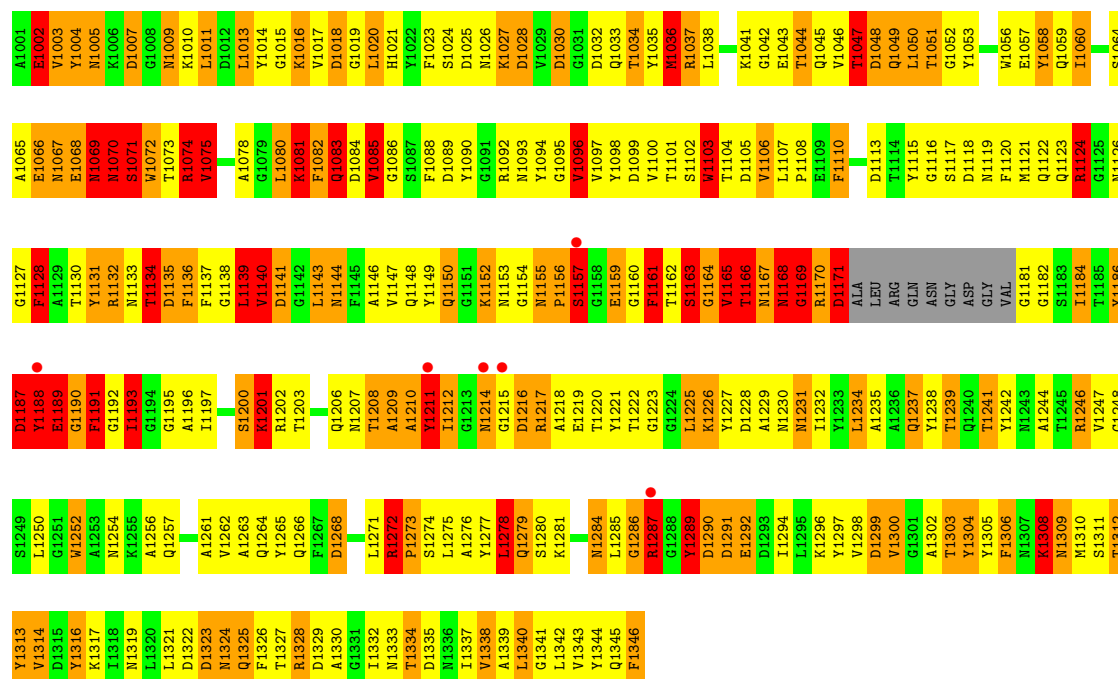 A1001 E1002 V1003 Y1004 N1005 K1006 D1007 G1008 N1009 K1010 L1011 D1012 L1013 Y1014 G1015 K1016 V1017 D1018 G1019 L1020 H1021 Y1022 F1023 S1024 D1025 N1026 K1027 D1028 V1029 D1030 G1031 D1032 Q1033 T1034 Y1035 M1036 R1037 L1038 K1041 G1042 E1043 T1044 Q1045 V1046 T1047 D1048 Q1049 L1050 T1051 G1052 Y1053 W1056 E1057 Y1058 Q1059 I1060 S1064
A1065 E1066 N1067 E1068 N1069 N1070 S1071 W1072 T1073 R1074 V1075 A1078 G1079 L1080 K1081 F1082 Q1083 D1084 V1085 G1086 S1087 F1088 D1089 Y1090 G1091 R1092 N1093 Y1094 G1095 V1096 V1097 Y1098 D1099 V1100 T1101 S1102 W1103 T1104 D1105 V1106 L1107 P1108 E1109 F1110 D1113 T1114 Y1115 G1116 S1117 D1118 N1119 F1120 M1121 Q1122 Q1123 R1124 G1125 N1126
G1127 F1128 A1129 T1130 Y1131 R1132 N1133 T1134 D1135 F1136 F1137 G1138 L1139 V1140 D1141 G1142 L1143 N1144 F1145 A1146 V1147 Q1148 Y1149 Q1150 G1151 K1152 N1153 G1154 N1155 P1156 S1157 G1158 E1159 G1160 F1161 T1162 S1163 G1164 V1165 T1166 N1167 N1168 G1169 R1170 D1171 ALA LEU ARG GLN ASN GLY ASP GLY VAL G1181 G1182 S1183 I1184 T1185
D1187 Y1188 E1189 G1190 F1191 G1192 I1193 G1194 G1195 A1196 I1197 S1200 K1201 R1202 T1203 Q1206 N1207 T1208 A1209 A1210 Y1211 I1212 G1213 N1214 G1215 D1216 R1217 A1218 E1219 T1220 Y1221 T1222 G1223 G1224 L1225 K1226 Y1227 D1228 A1229 N1230 N1231 I1232 Y1233 L1234 A1235 A1236 Q1237 Y1238 T1239 Q1240 T1241 Y1242 N1243 A1244 T1245 R1246 V1247 G1248
S1249 L1250 G1251 W1252 A1253 N1254 K1255 A1256 Q1257 A1261 V1262 A1263 Q1264 Y1265 Q1266 F1267 D1268 L1271 R1272 P1273 S1274 L1275 A1276 Y1277 L1278 Q1279 S1280 K1281 N1284 L1285 G1286 R1287 G1288 Y1289 D1290 D1291 E1292 D1293 I1294 L1295 K1296 Y1297 V1298 D1299 V1300 G1301 A1302 T1303 Y1304 Y1305 F1306 N1307 K1308 N1309 M1310 S1311 T1312
Y1313 V1314 D1315 Y1316 K1317 I1318 N1319 L1320 L1321 D1322 D1323 N1324 Q1325 F1326 T1327 R1328 D1329 A1330 G1331 I1332 N1333 T1334 D1335 N1336 I1337 V1338 A1339 L1340 G1341 L1342 V1343 Y1344 Q1345 F1346